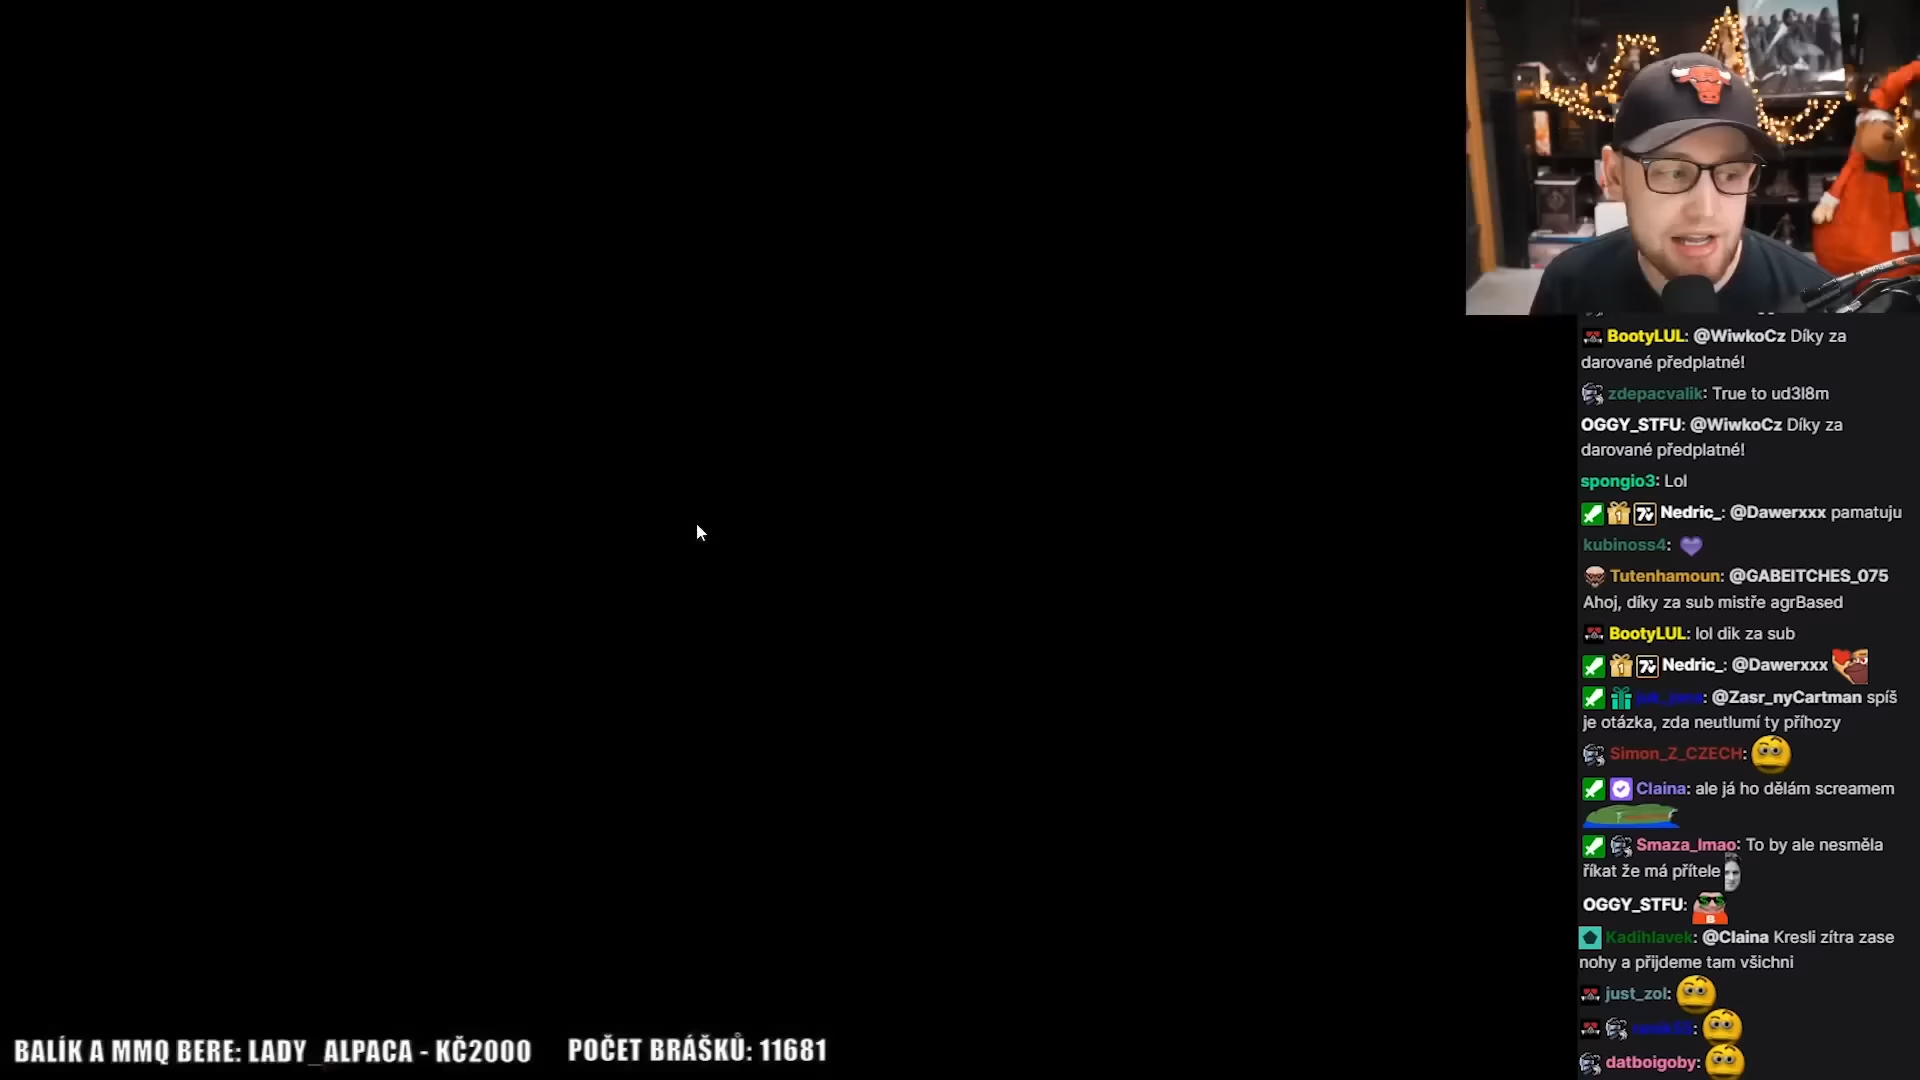 BootyLUL: @WiwkoCz Díky za
darované předplatné!
zdepacvalik: True to ud3l8m
OGGY_STFU: @WiwkoCz Díky za
darované předplatné!
spongio3: Lol
Nedric_: @Dawerxxx pamatuju
kubinoss4:
Tutenhamoun: @GABEITCHES_075
Ahoj, díky za sub mistře agrBased
BootyLUL: lol dik za sub
Nedric_: @Dawerxxx
: @Zasr_nyCartman spíš
je otázka, zda neutlumí ty příhozy
Simon_Z_CZECH:
Claina: ale já ho dělám screamem
Smaza_lmao: To by ale nesměla
říkat že má přítele
OGGY_STFU:
Kadihlavek: @Claina Kresli zítra zase
nohy a přijdeme tam všichni
just_zol:
datboigoby:
BALÍK A MMQ BERE: LADY_ALPACA - KČ2000 POČET BRÁŠKŮ: 11681